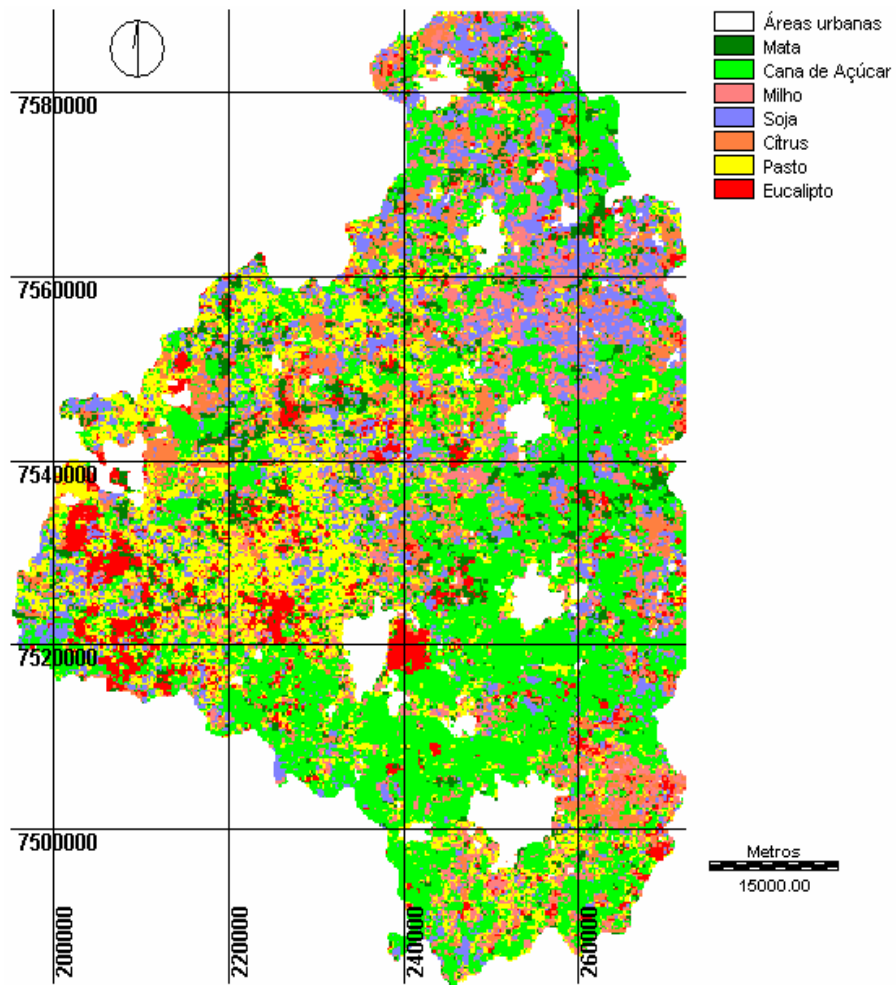 Áreas urbanas
Mata
Cana de Açúcar
Milho
Soja
Cítrus
Pasto
Eucalipto
7580000
7560000
7540000
7520000
7500000
Metros
15000.00
200000
220000
240000
260000